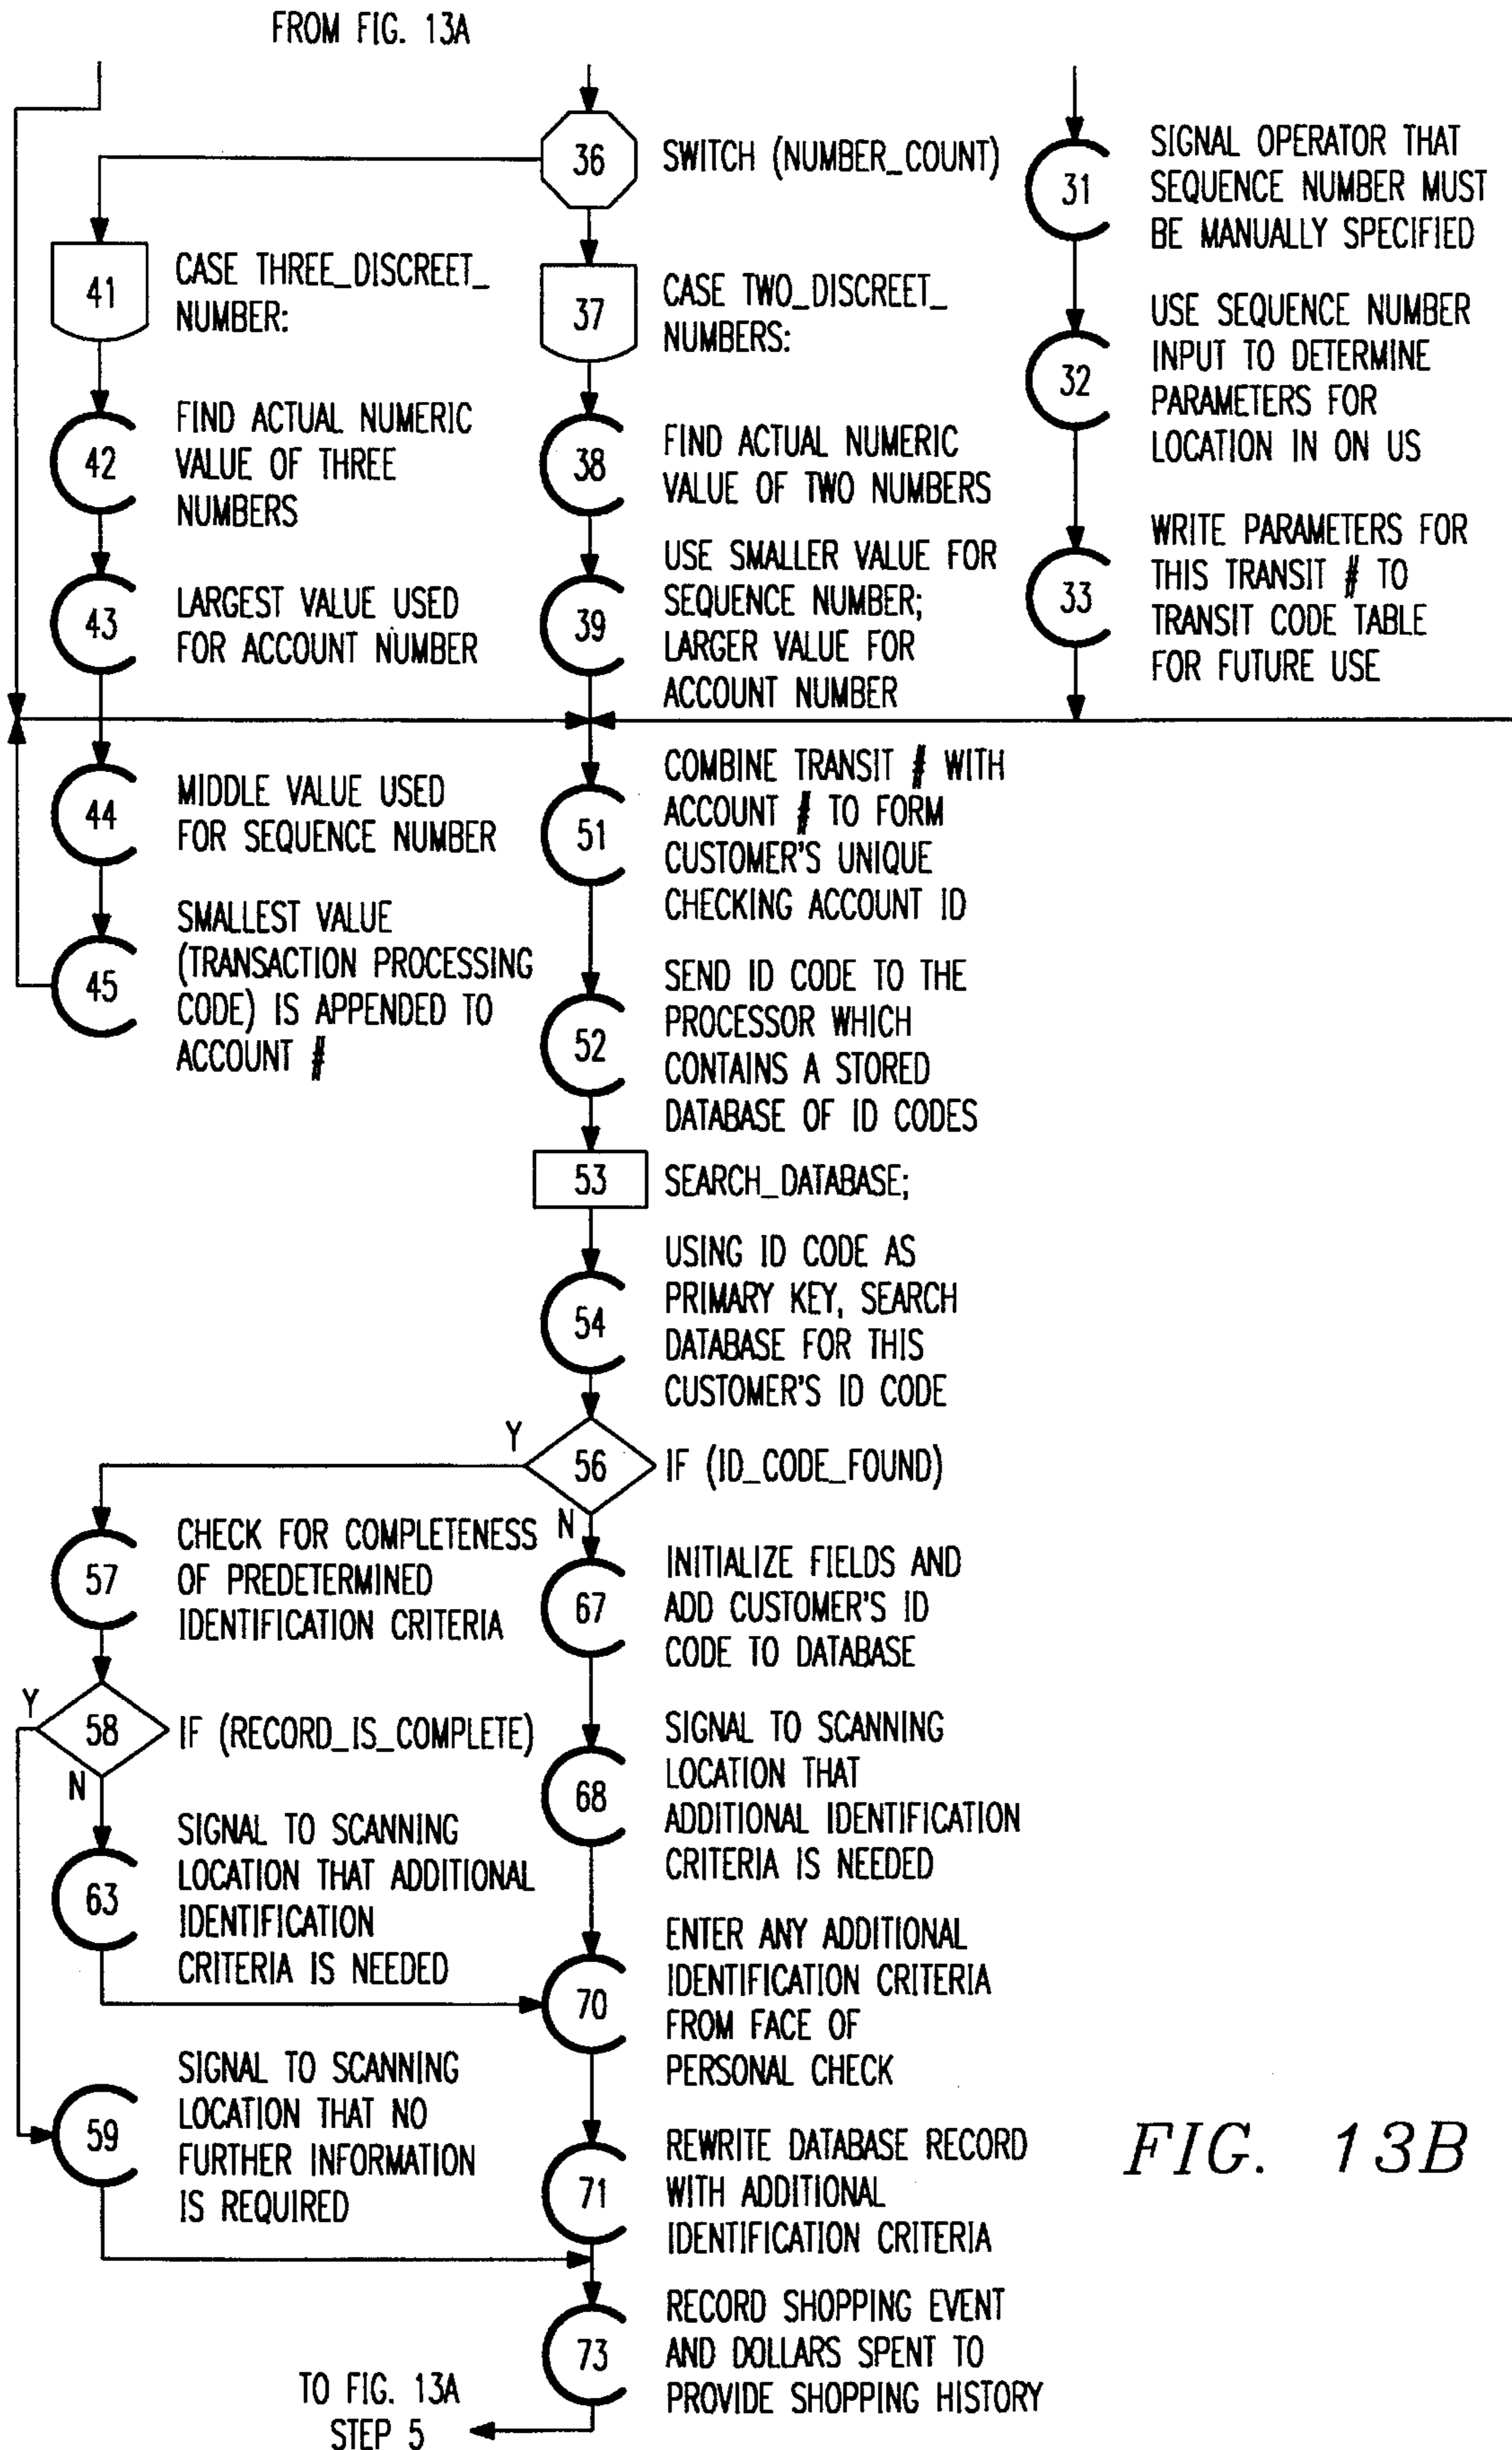 FROM FIG. 13A
36
SWITCH (NUMBER_COUNT)
31
SIGNAL OPERATOR THAT
SEQUENCE NUMBER MUST
BE MANUALLY SPECIFIED
41
CASE THREE_DISCREET_
NUMBER:
37
CASE TWO_DISCREET_
NUMBERS:
32
USE SEQUENCE NUMBER
INPUT TO DETERMINE
PARAMETERS FOR
LOCATION IN ON US
42
FIND ACTUAL NUMERIC
VALUE OF THREE
NUMBERS
38
FIND ACTUAL NUMERIC
VALUE OF TWO NUMBERS
33
WRITE PARAMETERS FOR
THIS TRANSIT # TO
TRANSIT CODE TABLE
FOR FUTURE USE
43
LARGEST VALUE USED
FOR ACCOUNT NUMBER
39
USE SMALLER VALUE FOR
SEQUENCE NUMBER;
LARGER VALUE FOR
ACCOUNT NUMBER
44
MIDDLE VALUE USED
FOR SEQUENCE NUMBER
51
COMBINE TRANSIT # WITH
ACCOUNT # TO FORM
CUSTOMER'S UNIQUE
CHECKING ACCOUNT ID
45
SMALLEST VALUE
(TRANSACTION PROCESSING
CODE) IS APPENDED TO
ACCOUNT #
52
SEND ID CODE TO THE
PROCESSOR WHICH
CONTAINS A STORED
DATABASE OF ID CODES
53
SEARCH_DATABASE;
54
USING ID CODE AS
PRIMARY KEY, SEARCH
DATABASE FOR THIS
CUSTOMER'S ID CODE
Y
56
IF (ID_CODE_FOUND)
N
57
CHECK FOR COMPLETENESS
OF PREDETERMINED
IDENTIFICATION CRITERIA
67
INITIALIZE FIELDS AND
ADD CUSTOMER'S ID
CODE TO DATABASE
Y
58
IF (RECORD_IS_COMPLETE)
N
68
SIGNAL TO SCANNING
LOCATION THAT
ADDITIONAL IDENTIFICATION
CRITERIA IS NEEDED
63
SIGNAL TO SCANNING
LOCATION THAT ADDITIONAL
IDENTIFICATION
CRITERIA IS NEEDED
70
ENTER ANY ADDITIONAL
IDENTIFICATION CRITERIA
FROM FACE OF
PERSONAL CHECK
59
SIGNAL TO SCANNING
LOCATION THAT NO
FURTHER INFORMATION
IS REQUIRED
71
REWRITE DATABASE RECORD
WITH ADDITIONAL
IDENTIFICATION CRITERIA
FIG. 13B
73
RECORD SHOPPING EVENT
AND DOLLARS SPENT TO
PROVIDE SHOPPING HISTORY
TO FIG. 13A
STEP 5